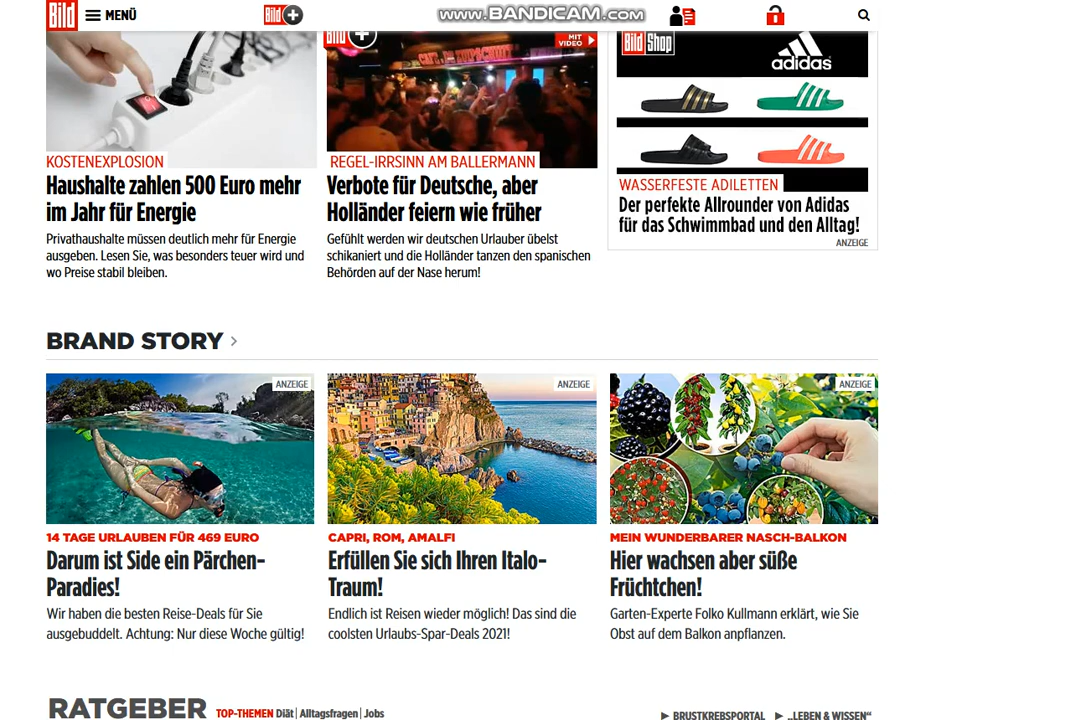 Bild
MENÜ
Bild +
www.BANDICAM.com
MIT
VIDEO
Bild Shop
adidas
KOSTENEXPLOSION
Haushalte zahlen 500 Euro mehr
im Jahr für Energie
Privathaushalte müssen deutlich mehr für Energie
ausgeben. Lesen Sie, was besonders teuer wird und
wo Preise stabil bleiben.
REGEL-IRRSINN AM BALLERMANN
Verbote für Deutsche, aber
Holländer feiern wie früher
Gefühlt werden wir deutschen Urlauber übelst
schikaniert und die Holländer tanzen den spanischen
Behörden auf der Nase herum!
WASSERFESTE ADILETTEN
Der perfekte Allrounder von Adidas
für das Schwimmbad und den Alltag!
ANZEIGE
BRAND STORY
ANZEIGE
14 TAGE URLAUBEN FÜR 469 EURO
Darum ist Side ein Pärchen-
Paradies!
Wir haben die besten Reise-Deals für Sie
ausgebuddelt. Achtung: Nur diese Woche gültig!
ANZEIGE
CAPRI, ROM, AMALFI
Erfüllen Sie sich Ihren Italo-
Traum!
Endlich ist Reisen wieder möglich! Das sind die
coolsten Urlaubs-Spar-Deals 2021!
ANZEIGE
MEIN WUNDERBARER NASCH-BALKON
Hier wachsen aber süße
Früchtchen!
Garten-Experte Folko Kullmann erklärt, wie Sie
Obst auf dem Balkon anpflanzen.
RATGEBER
TOP-THEMEN Diät | Alltagsfragen | Jobs
BRUSTKREBSPORTAL
„LEBEN & WISSEN“